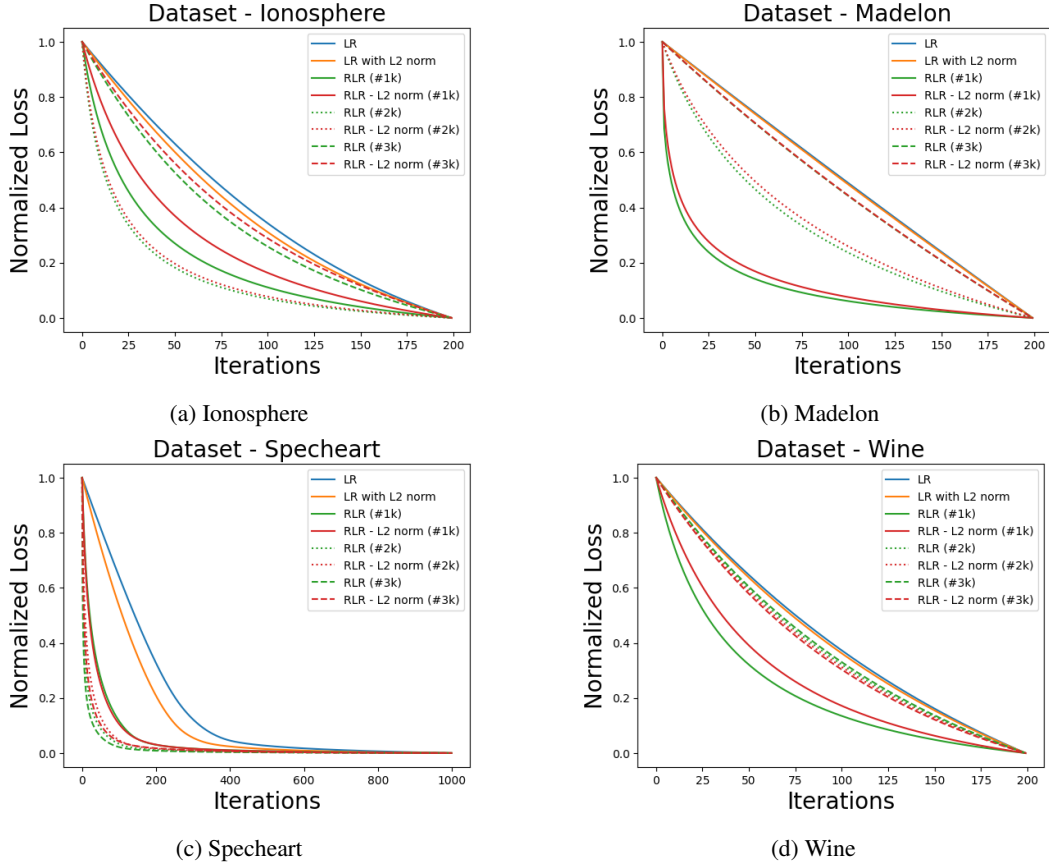 Dataset - Ionosphere
Normalized Loss
1.0
0.8
0.6
0.4
0.2
0.0
LR
LR with L2 norm
RLR (#1k)
RLR - L2 norm (#1k)
RLR (#2k)
RLR - L2 norm (#2k)
RLR (#3k)
RLR - L2 norm (#3k)
0 25 50 75 100 125 150 175 200
Iterations
(a) Ionosphere
Dataset - Madelon
Normalized Loss
1.0
0.8
0.6
0.4
0.2
0.0
LR
LR with L2 norm
RLR (#1k)
RLR - L2 norm (#1k)
RLR (#2k)
RLR - L2 norm (#2k)
RLR (#3k)
RLR - L2 norm (#3k)
0 25 50 75 100 125 150 175 200
Iterations
(b) Madelon
Dataset - Specheart
Normalized Loss
1.0
0.8
0.6
0.4
0.2
0.0
LR
LR with L2 norm
RLR (#1k)
RLR - L2 norm (#1k)
RLR (#2k)
RLR - L2 norm (#2k)
RLR (#3k)
RLR - L2 norm (#3k)
0 200 400 600 800 1000
Iterations
(c) Specheart
Dataset - Wine
Normalized Loss
1.0
0.8
0.6
0.4
0.2
0.0
LR
LR with L2 norm
RLR (#1k)
RLR - L2 norm (#1k)
RLR (#2k)
RLR - L2 norm (#2k)
RLR (#3k)
RLR - L2 norm (#3k)
0 25 50 75 100 125 150 175 200
Iterations
(d) Wine